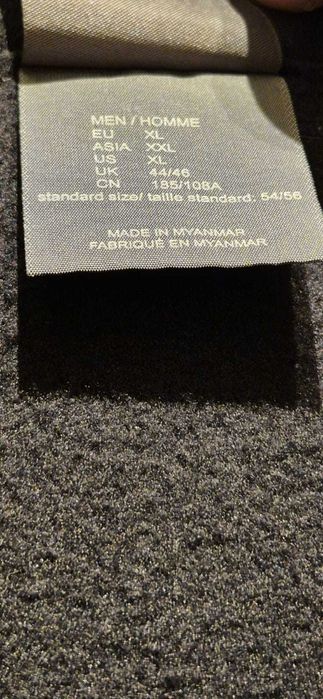 MEN / HOMME
EU XL
ASIA XXL
US XL
UK 44/46
CN 185/108A
standard size/ taille standard: 54/56
MADE IN MYANMAR
FABRIQUÉ EN MYANMAR